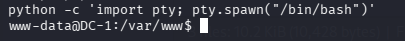 python -c 'import pty; pty.spawn("/bin/bash")'
www-data@DC-1:/var/www$